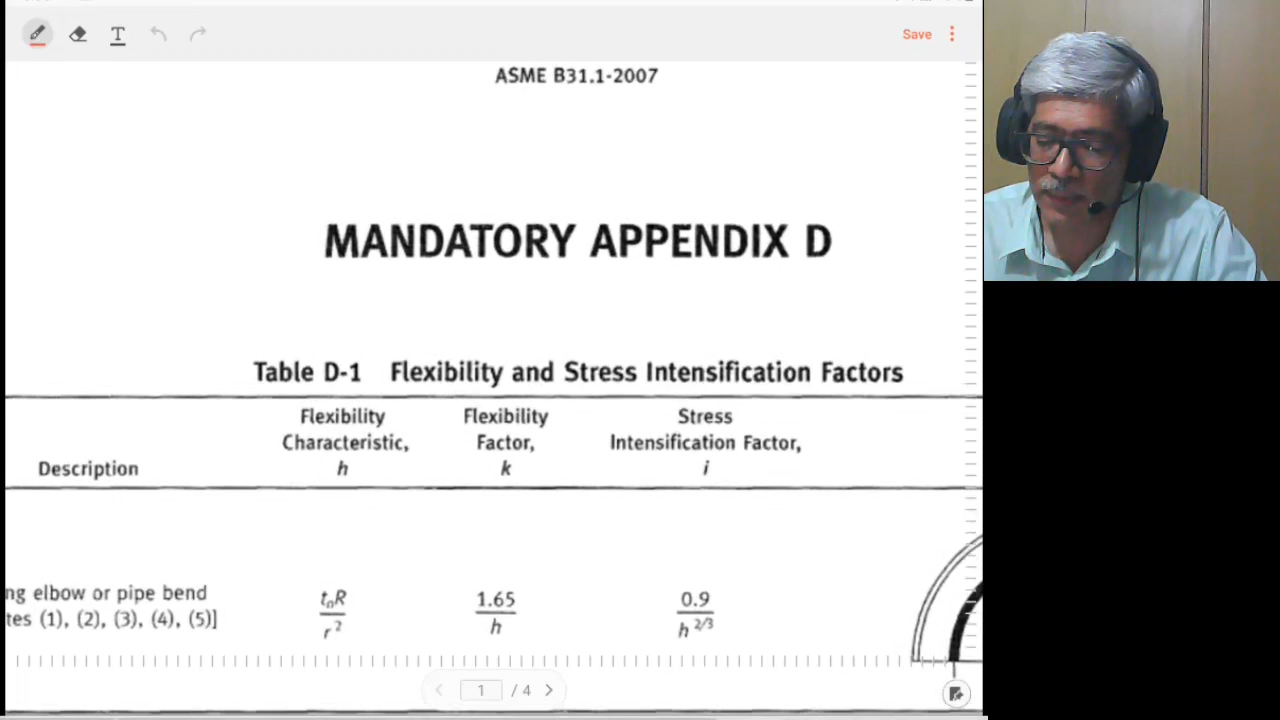 T
Save
ASME B31.1-2007
MANDATORY APPENDIX D
Table D-1 Flexibility and Stress Intensification Factors
Description
Flexibility
Characteristic,
h
Flexibility
Factor,
k
Stress
Intensification Factor,
i
ng elbow or pipe bend
tes (1), (2), (3), (4), (5)]
tₙR
r²
1.65
h
0.9
h 2/3
1 / 4